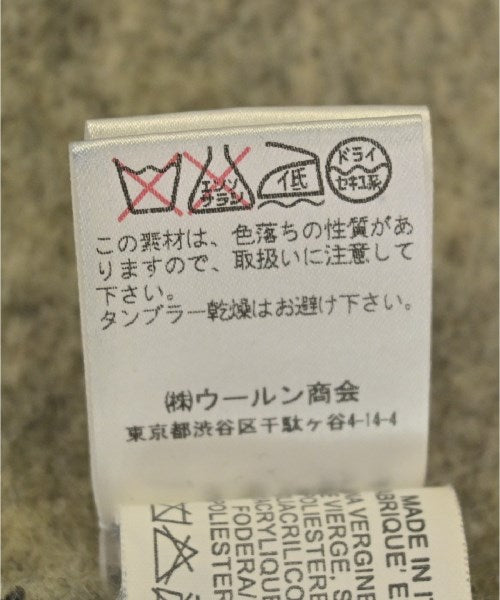 エンソ
サラシ
イ低
ドライ
セキユ系
この素材は、色落ちの性質があ
りますので、取扱いに注意して
下さい。
タンブラー乾燥はお避け下さい。
㈱ウールン商会
東京都渋谷区千駄ケ谷4-14-4
MADE IN
BRIQUE' E
VERGINE
VIERGE, S
POLIESTERE
ACRILICO
ACRYLIQUE
FODERA/
POLIESTER